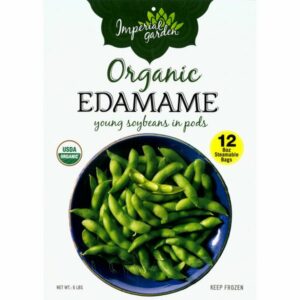 Imperial
garden
Organic
EDAMAME
young soybeans in pods
USDA
ORGANIC
12
8oz
Steamable
Bags
NET WT: 6 LBS.
KEEP FROZEN